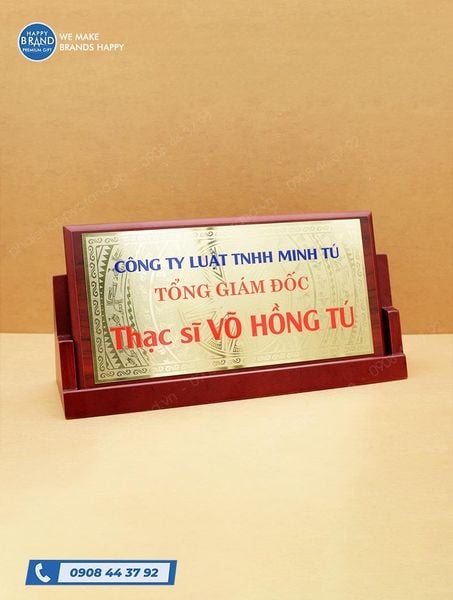 HAPPY
BRAND
PREMIUM GIFT
WE MAKE
BRANDS HAPPY
CÔNG TY LUẬT TNHH MINH TÚ
TỔNG GIÁM ĐỐC
Thạc sĩ VÕ HỒNG TÚ
0908 44 37 92